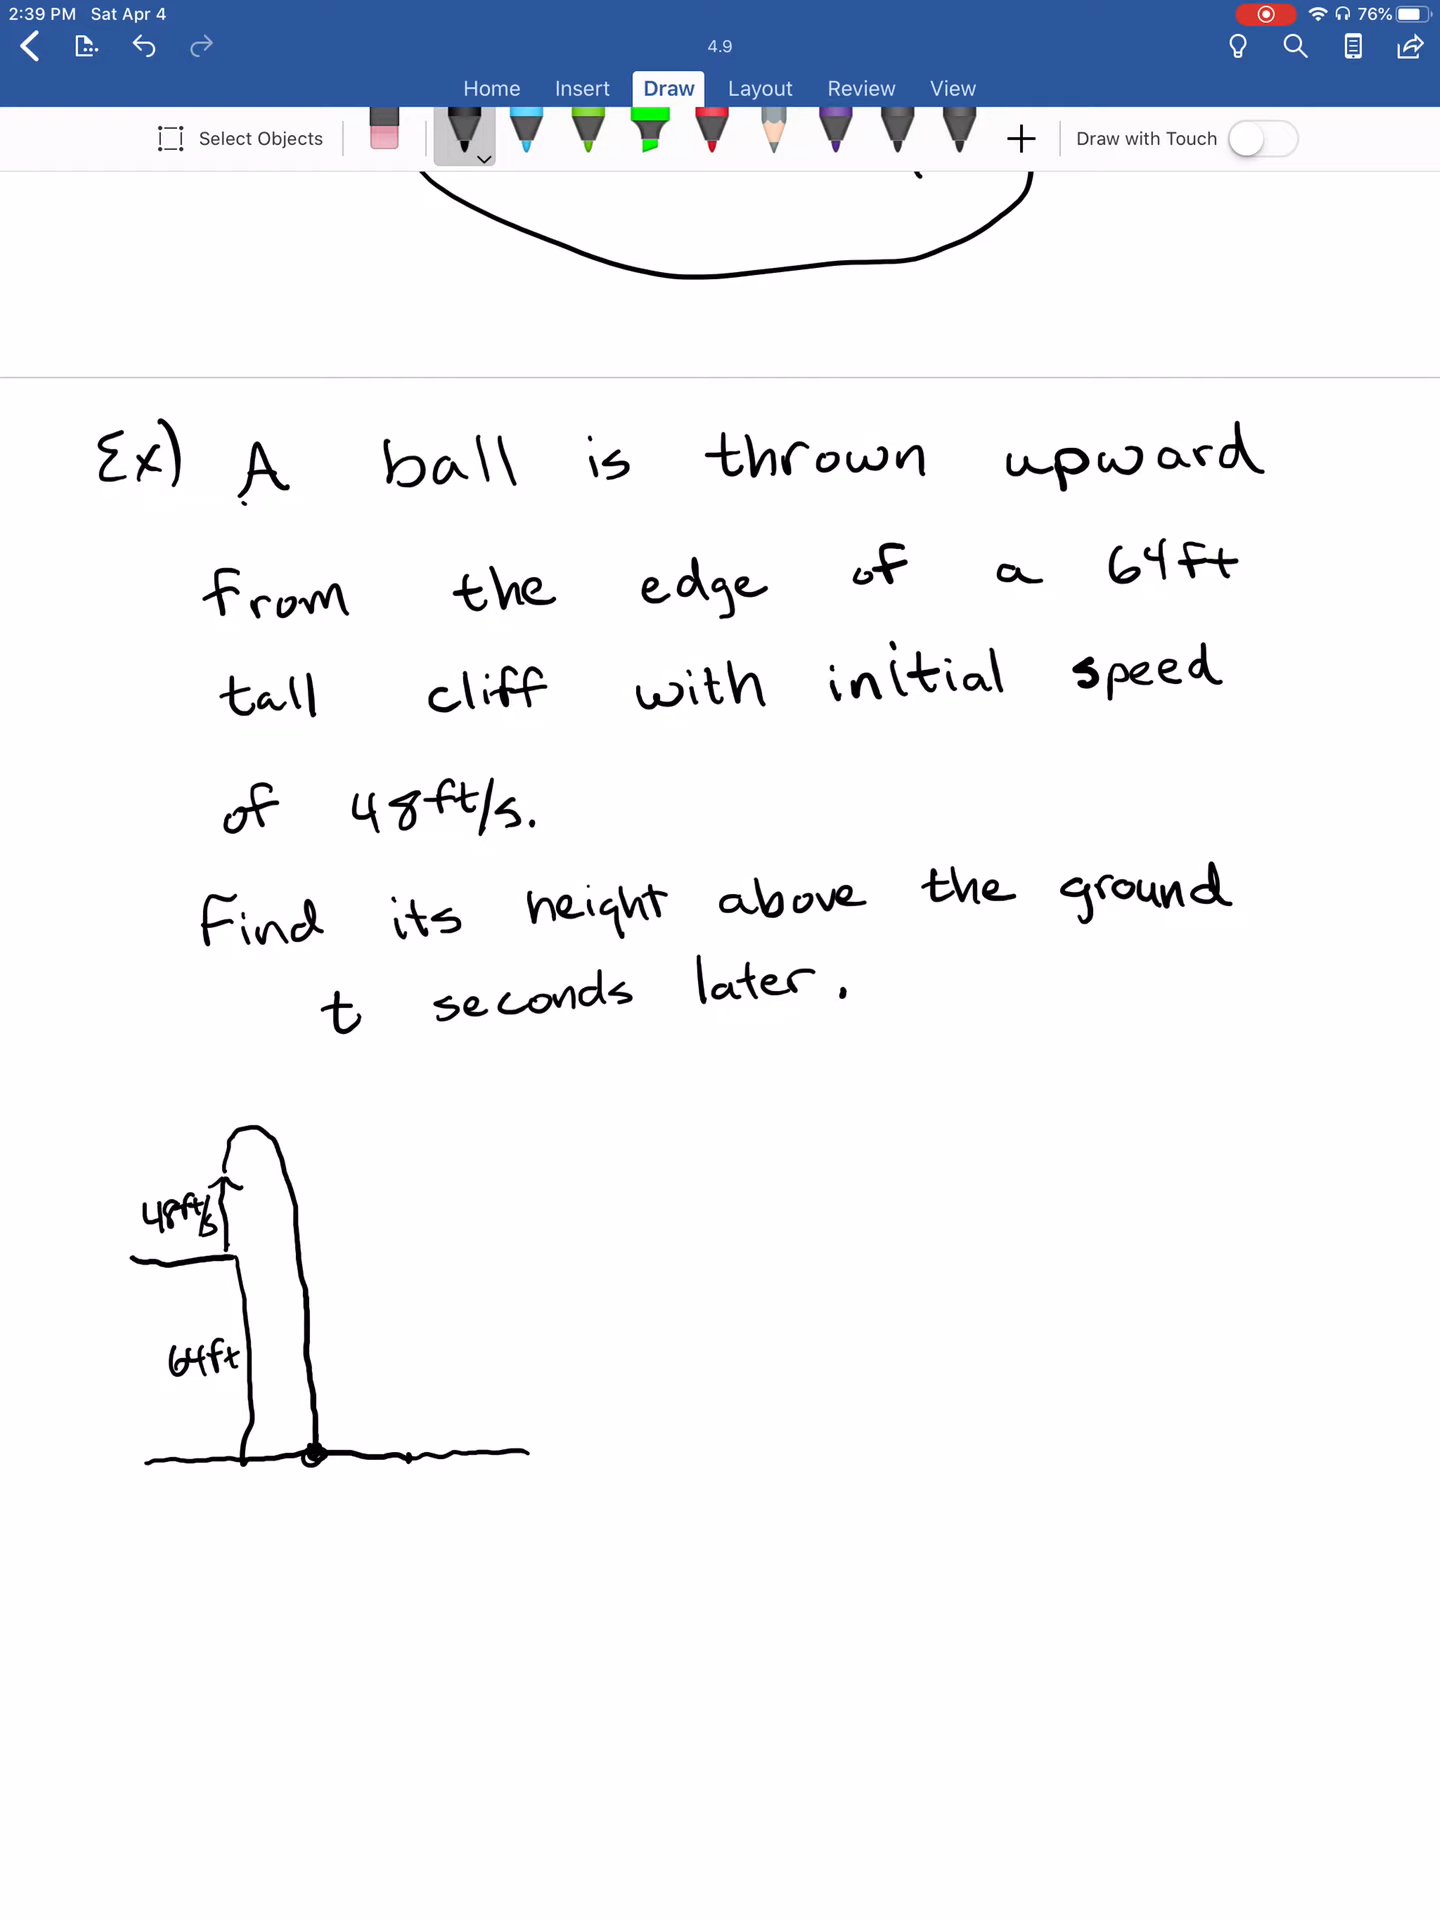 2:39 PM Sat Apr 4 76%
4.9
Home Insert Draw Layout Review View
Select Objects Draw with Touch
Ex) A ball is thrown upward
from the edge of a 64ft
tall cliff with initial speed
of 48ft/s.
Find its height above the ground
t seconds later.
48ft/s
64ft